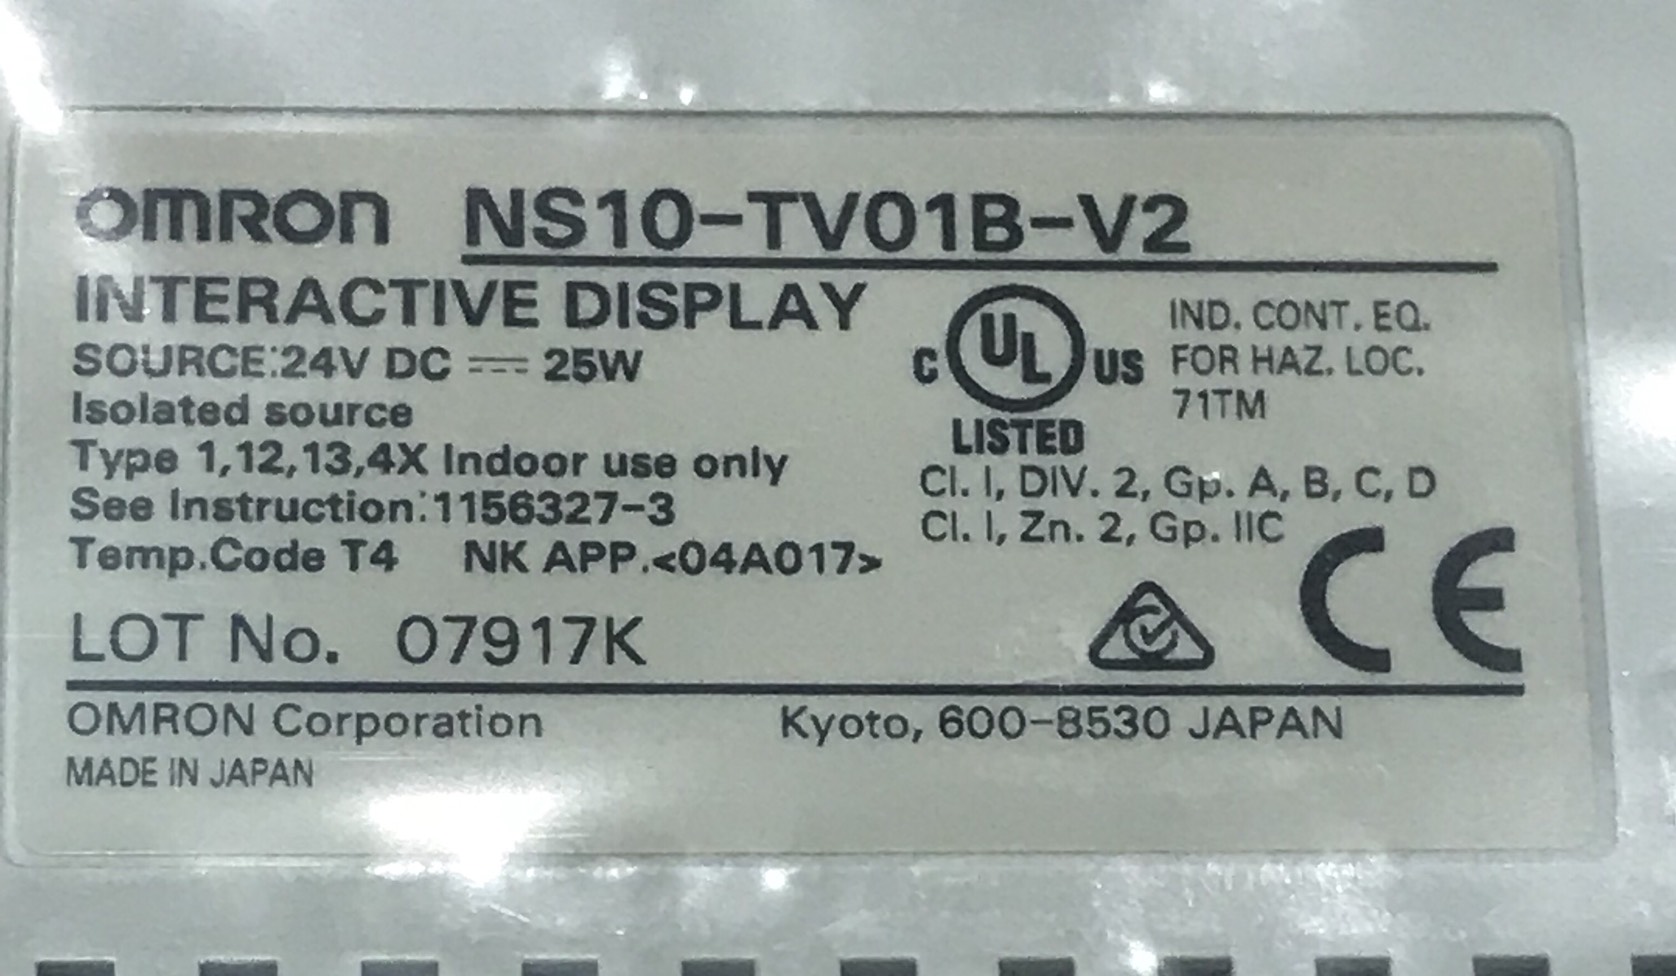 OMRON NS10-TV01B-V2
INTERACTIVE DISPLAY
SOURCE:24V DC ⎓ 25W
Isolated source
Type 1,12,13,4X Indoor use only
See Instruction:1156327-3
Temp.Code T4 NK APP.<04A017>
C UL US
LISTED
IND. CONT. EQ.
FOR HAZ. LOC.
71TM
Cl. I, DIV. 2, Gp. A, B, C, D
Cl. I, Zn. 2, Gp. IIC
CE
LOT No. 07917K
OMRON Corporation Kyoto, 600-8530 JAPAN
MADE IN JAPAN